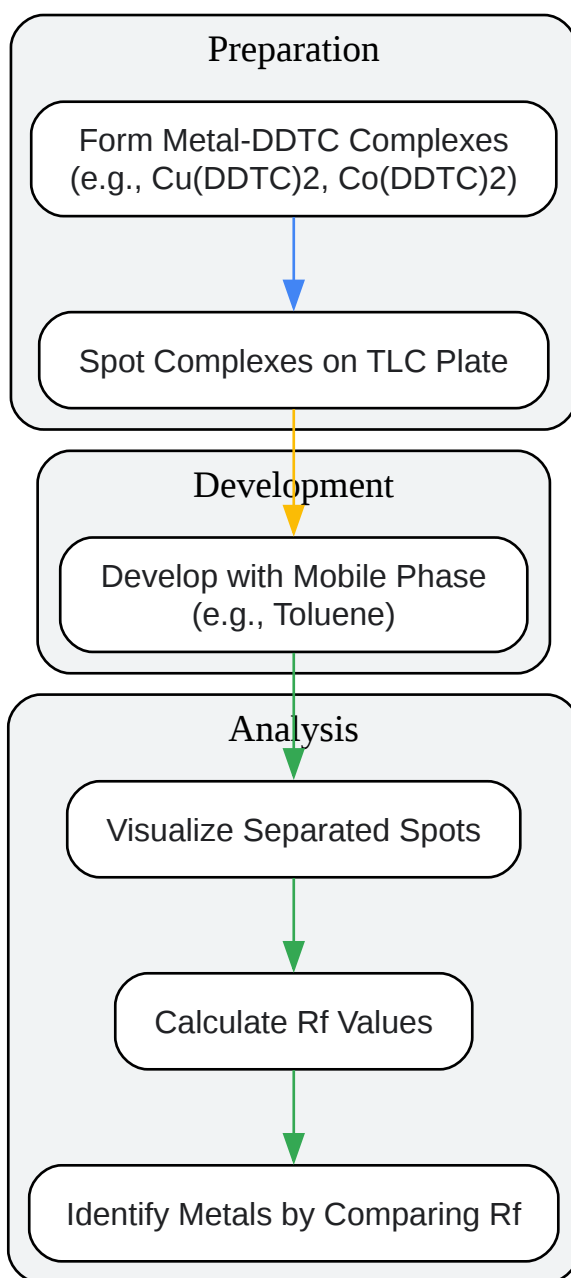 Preparation
Form Metal-DDTC Complexes
(e.g., Cu(DDTC)2, Co(DDTC)2)
Spot Complexes on TLC Plate
Development
Develop with Mobile Phase
(e.g., Toluene)
Analysis
Visualize Separated Spots
Calculate Rf Values
Identify Metals by Comparing Rf